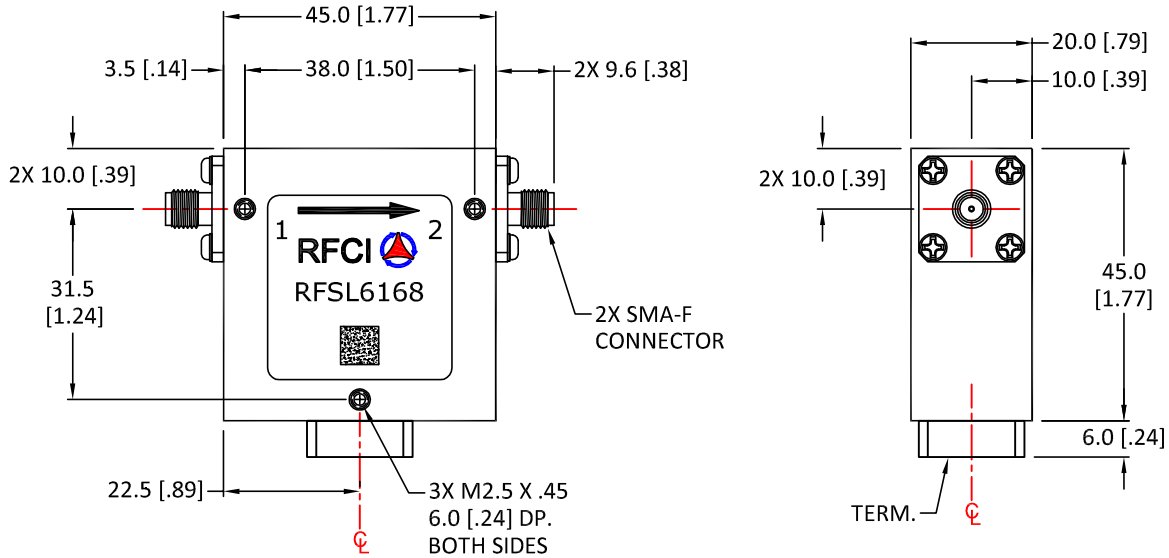 45.0 [1.77]
3.5 [.14]
38.0 [1.50]
2X 9.6 [.38]
2X 10.0 [.39]
1
2
RFCI
RFSL6168
31.5
[1.24]
2X SMA-F
CONNECTOR
22.5 [.89]
3X M2.5 X .45
6.0 [.24] DP.
BOTH SIDES
℄
20.0 [.79]
10.0 [.39]
2X 10.0 [.39]
45.0
[1.77]
6.0 [.24]
TERM.
℄